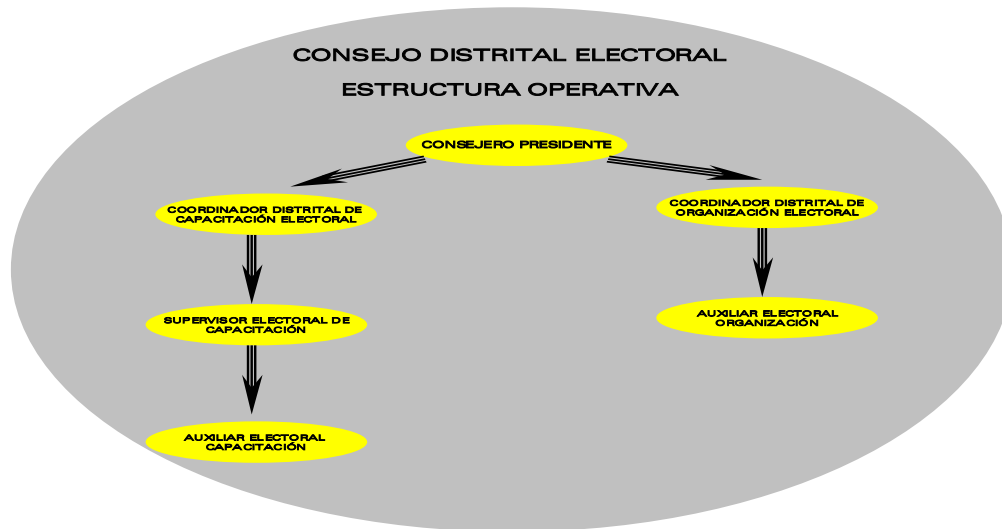 CONSEJO DISTRITAL ELECTORAL
ESTRUCTURA OPERATIVA
CONSEJERO PRESIDENTE
COORDINADOR DISTRITAL DE
CAPACITACIÓN ELECTORAL
COORDINADOR DISTRITAL DE
ORGANIZACIÓN ELECTORAL
SUPERVISOR ELECTORAL DE
CAPACITACIÓN
AUXILIAR ELECTORAL
ORGANIZACIÓN
AUXILIAR ELECTORAL
CAPACITACIÓN